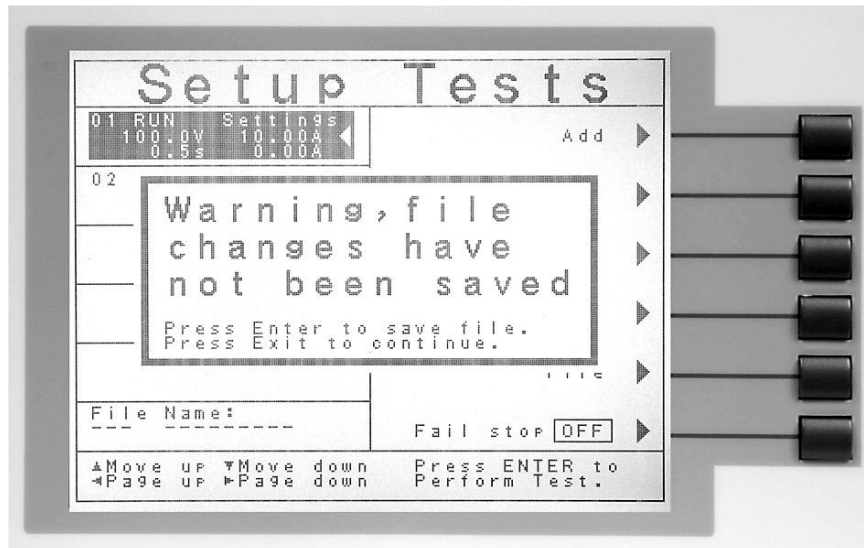 Setup Tests
01 RUN Settings
100.0V 10.00A
0.5s 0.00A
Add
02
Warning, file
changes have
not been saved
Press Enter to save file.
Press Exit to continue.
File Name:
--- ---------
Fail stop OFF
▲Move up ▼Move down
◄Page up ►Page down
Press ENTER to
Perform Test.